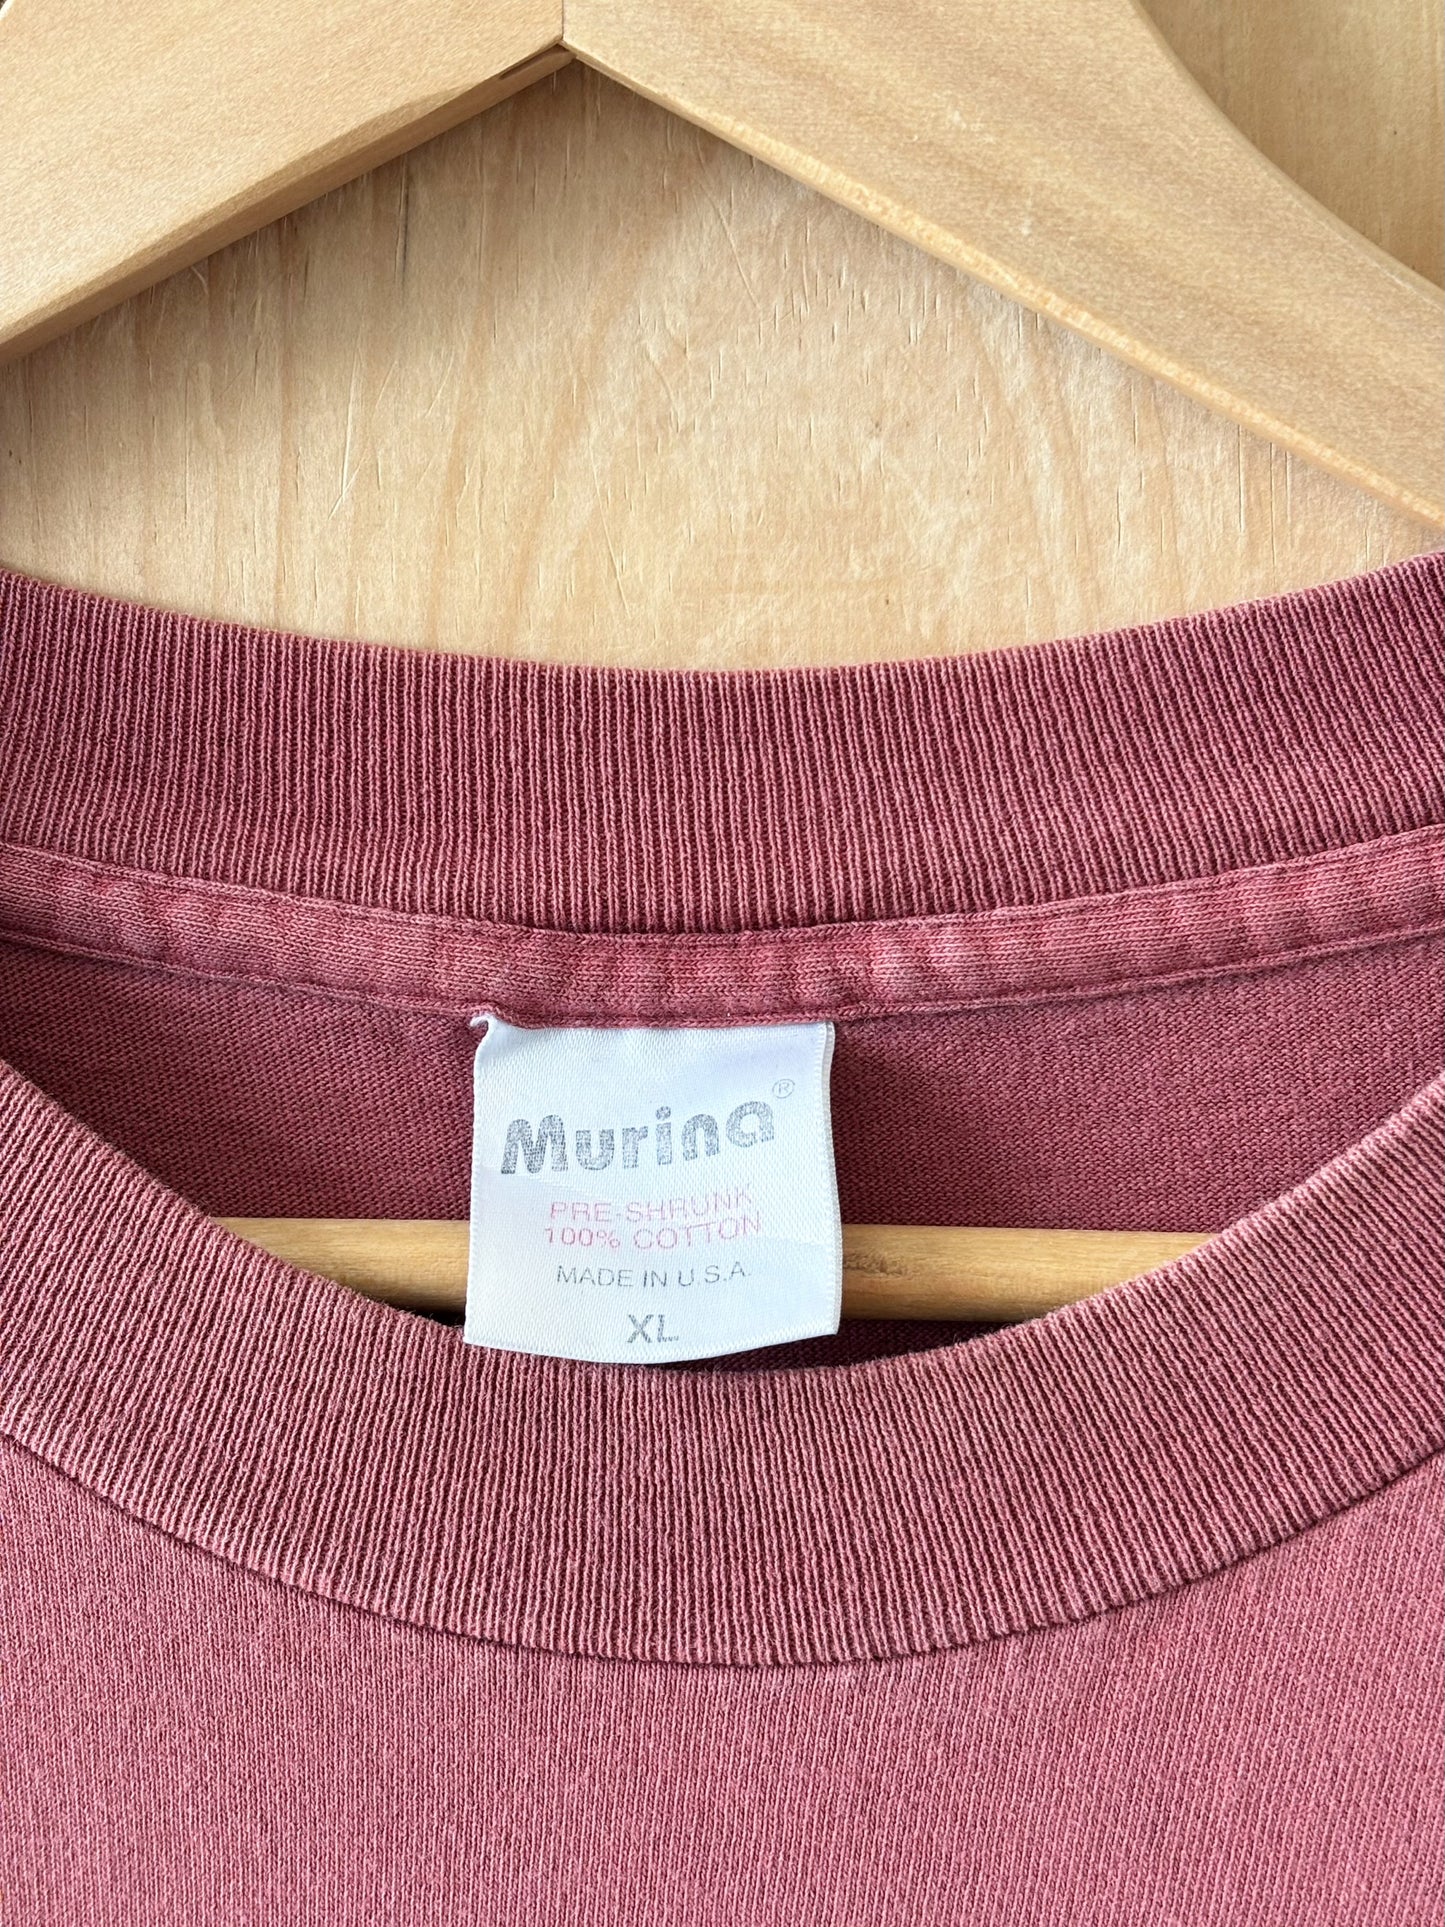 Murina®
PRE-SHRUNK
100% COTTON
MADE IN U.S.A.
XL